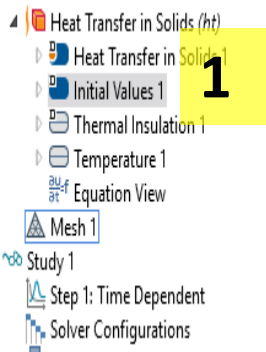 Heat Transfer in Solids (ht)
Heat Transfer in Solids 1
Initial Values 1
1
Thermal Insulation 1
Temperature 1
∂u/∂t=f Equation View
Mesh 1
Study 1
Step 1: Time Dependent
Solver Configurations